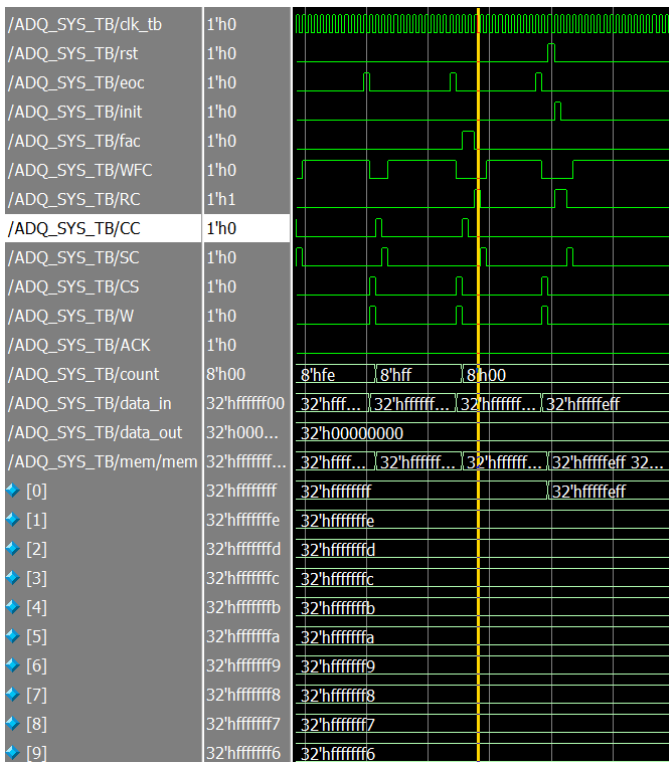 /ADQ_SYS_TB/clk_tb 1'h0
/ADQ_SYS_TB/rst 1'h0
/ADQ_SYS_TB/eoc 1'h0
/ADQ_SYS_TB/init 1'h0
/ADQ_SYS_TB/fac 1'h0
/ADQ_SYS_TB/WFC 1'h0
/ADQ_SYS_TB/RC 1'h1
/ADQ_SYS_TB/CC 1'h0
/ADQ_SYS_TB/SC 1'h0
/ADQ_SYS_TB/CS 1'h0
/ADQ_SYS_TB/W 1'h0
/ADQ_SYS_TB/ACK 1'h0
/ADQ_SYS_TB/count 8'h00 8'hfe 8'hff 8'h00
/ADQ_SYS_TB/data_in 32'hffffff00 32'hfff... 32'hffffff... 32'hffffff... 32'hfffffeff
/ADQ_SYS_TB/data_out 32'h000... 32'h00000000
/ADQ_SYS_TB/mem/mem 32'hfffffff... 32'hffff... 32'hffffff... 32'hffffff... 32'hfffffeff 32...
[0] 32'hffffffff 32'hffffffff 32'hfffffeff
[1] 32'hfffffffe 32'hfffffffe
[2] 32'hfffffffd 32'hfffffffd
[3] 32'hfffffffc 32'hfffffffc
[4] 32'hfffffffb 32'hfffffffb
[5] 32'hfffffffa 32'hfffffffa
[6] 32'hfffffff9 32'hfffffff9
[7] 32'hfffffff8 32'hfffffff8
[8] 32'hfffffff7 32'hfffffff7
[9] 32'hfffffff6 32'hfffffff6